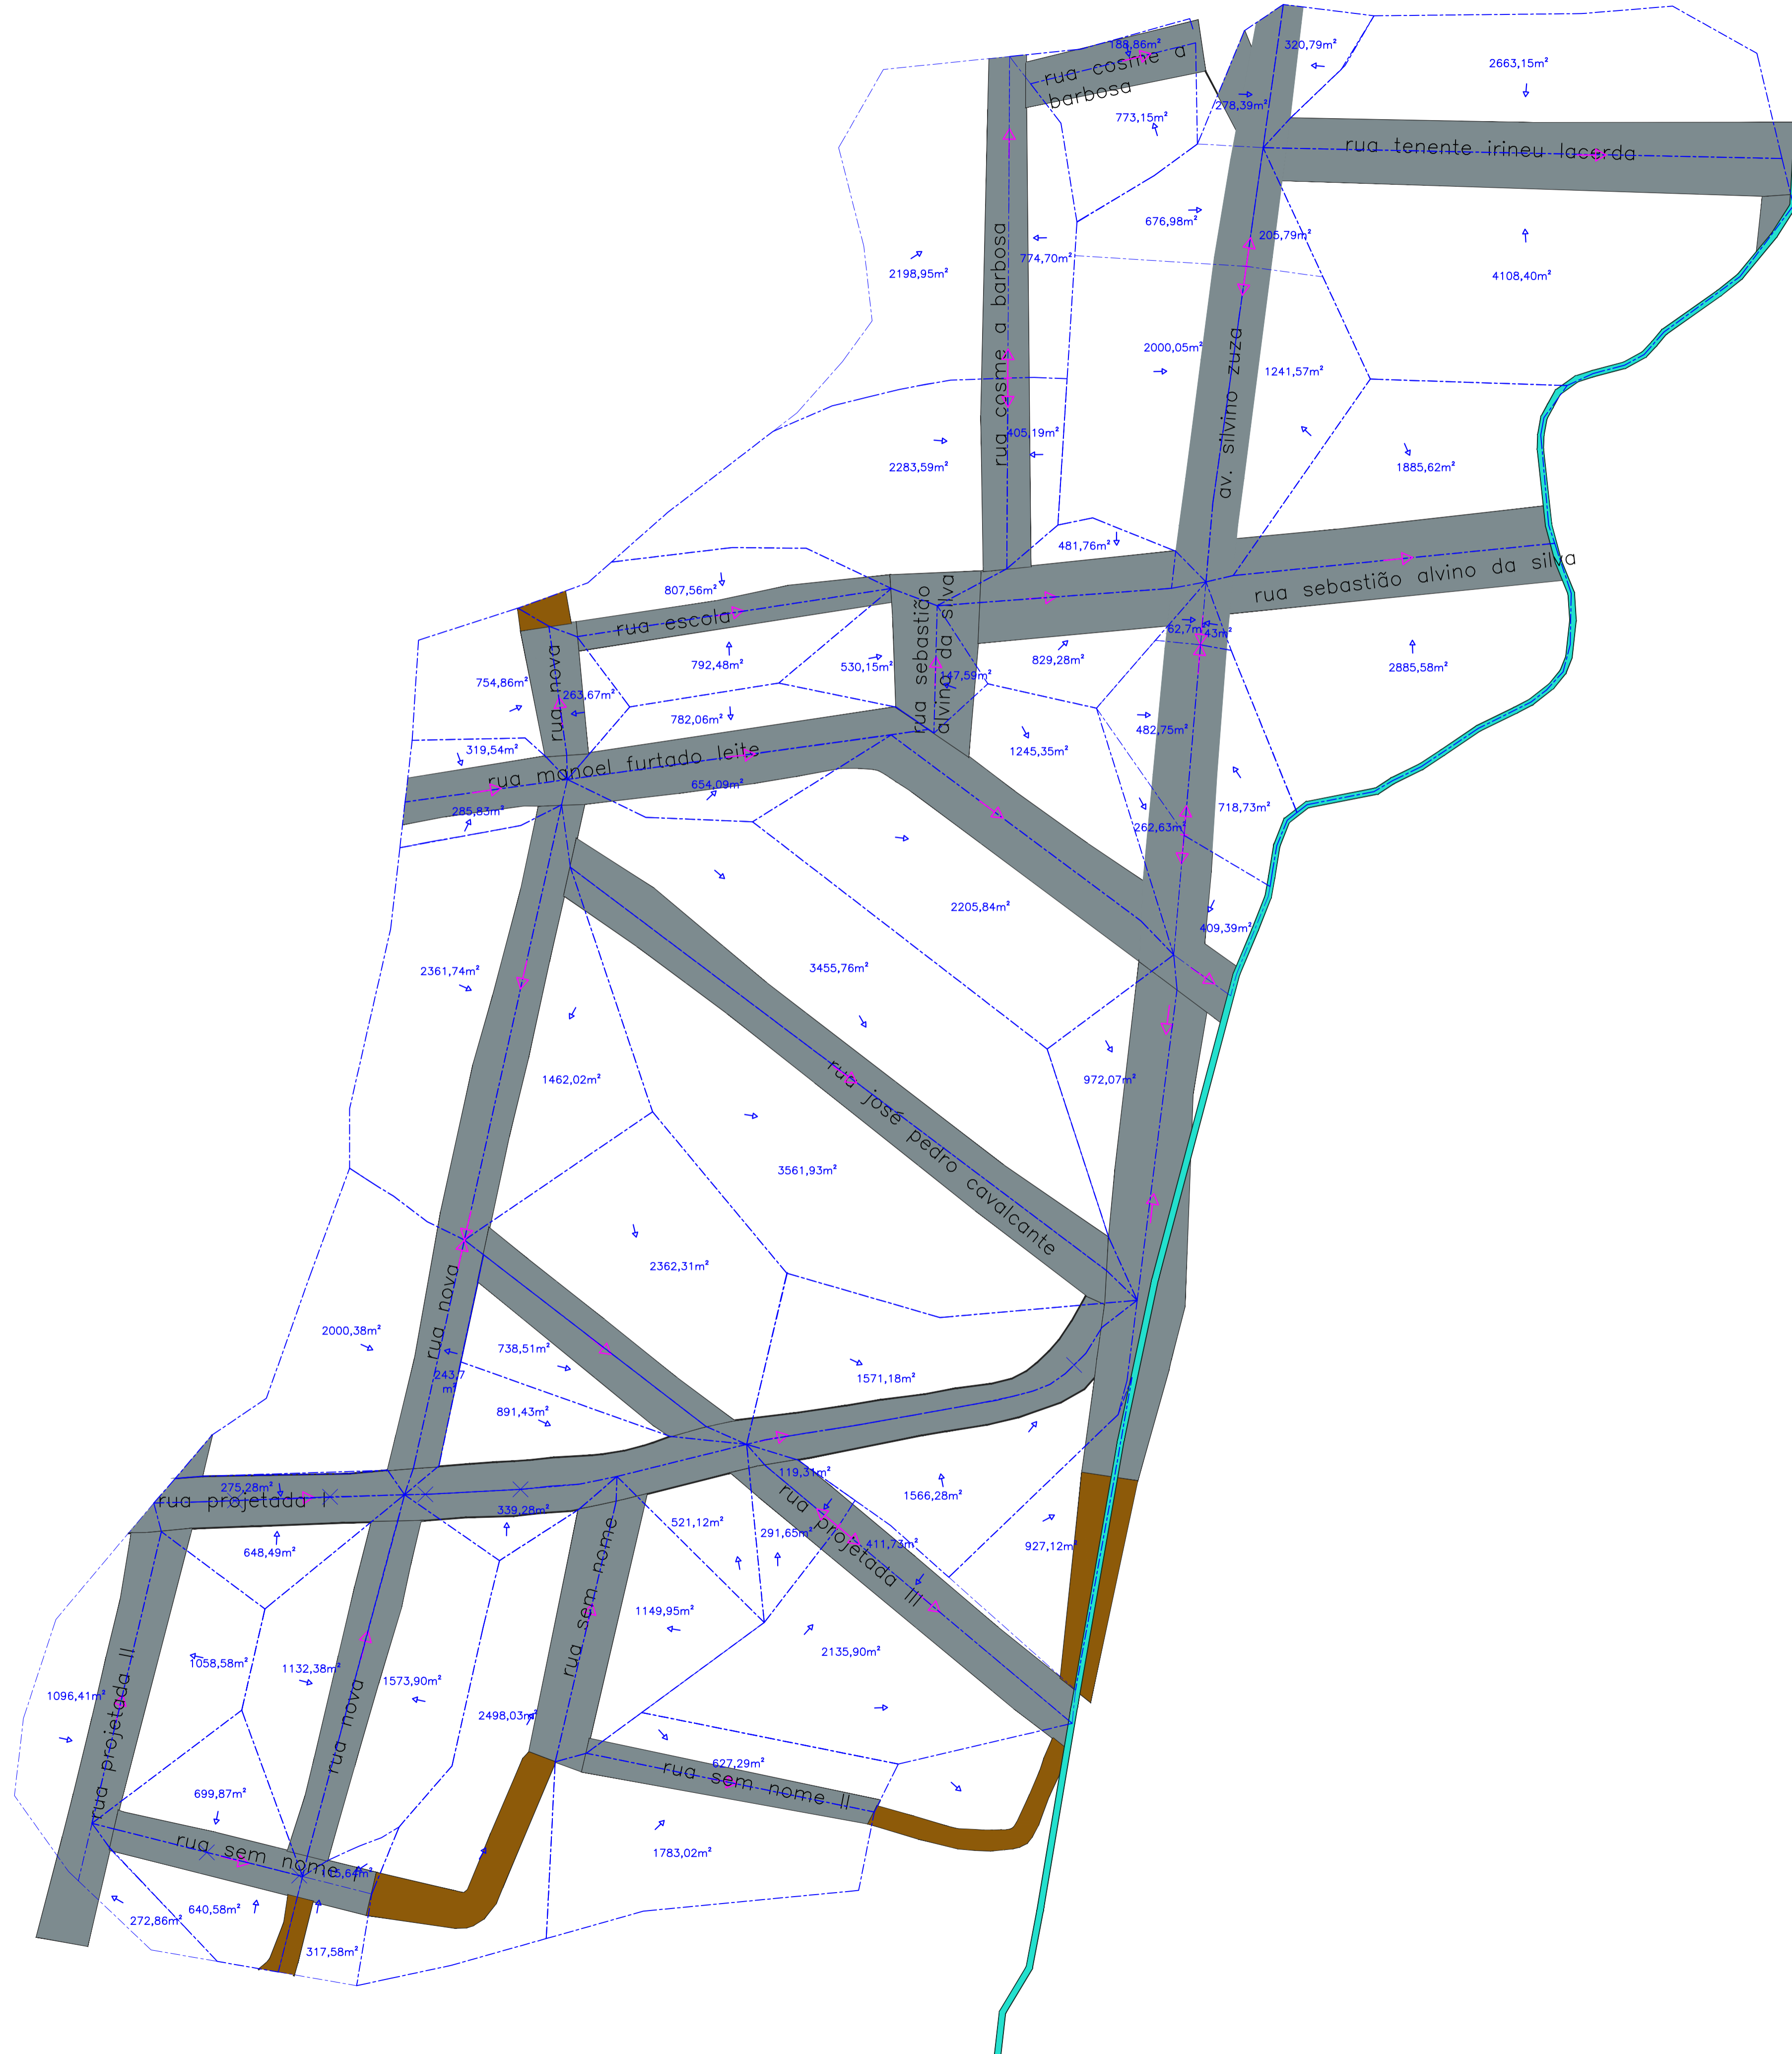 188,86m²
rua cosme a
barbosa
773,15m²
320,79m²
2663,15m²
278,39m²
rua tenente irineu lacerda
676,98m²
205,79m²
2198,95m²
774,70m²
4108,40m²
rua cosme a barbosa
2000,05m²
av. silvino zuza
1241,57m²
405,19m²
2283,59m²
1885,62m²
481,76m²
rua sebastião alvino da silva
807,56m²
rua escola
rua sebastião
alvino da silva
62,7m²
43m²
792,48m²
530,15m²
147,59m²
829,28m²
2885,58m²
754,86m²
rua nova
263,67m²
782,06m²
482,75m²
319,54m²
rua manoel furtado leite
1245,35m²
654,09m²
285,83m²
718,73m²
262,63m²
2205,84m²
409,39m²
2361,74m²
3455,76m²
1462,02m²
972,07m²
rua josé pedro cavalcante
3561,93m²
2362,31m²
rua nova
2000,38m²
738,51m²
243,7
m²
1571,18m²
891,43m²
119,31m²
275,28m²
rua projetada I
339,28m²
1566,28m²
rua projetada III
521,12m²
291,65m²
411,73m²
927,12m²
648,49m²
rua sem nome
1149,95m²
2135,90m²
1058,58m²
1132,38m²
1573,90m²
1096,41m²
rua projetada II
rua nova
2498,03m²
627,29m²
rua sem nome II
699,87m²
rua sem nome I
1783,02m²
640,58m²
272,86m²
317,58m²